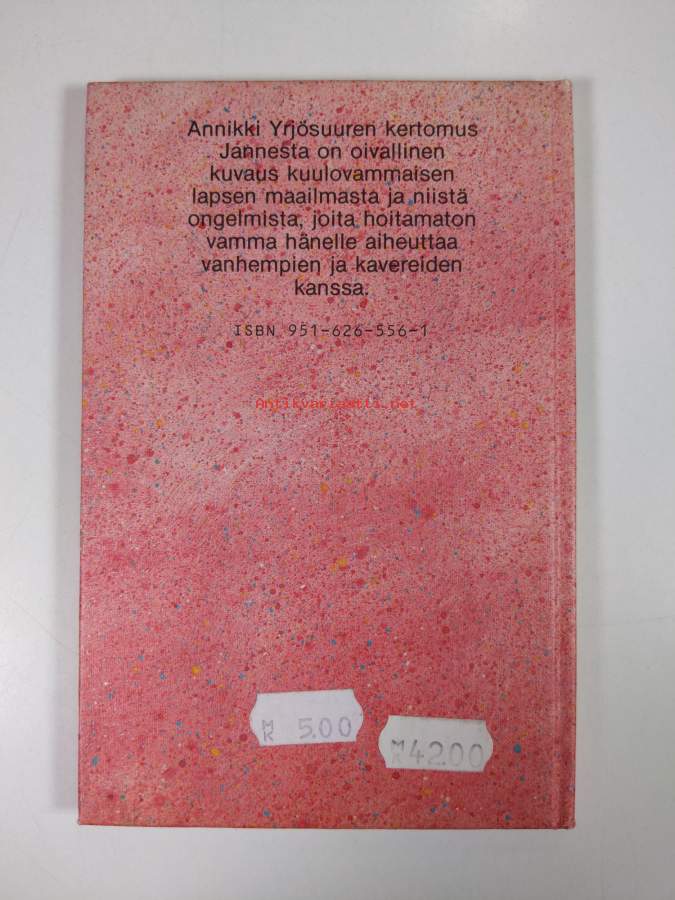 Annikki Yrjösuuren kertomus
Jannesta on oivallinen
kuvaus kuulovammaisen
lapsen maailmasta ja niistä
ongelmista, joita hoitamaton
vamma hänelle aiheuttaa
vanhempien ja kavereiden
kanssa.
ISBN 951-626-556-1
Antikvariaatti.net
MK 5.00
MK 42.00